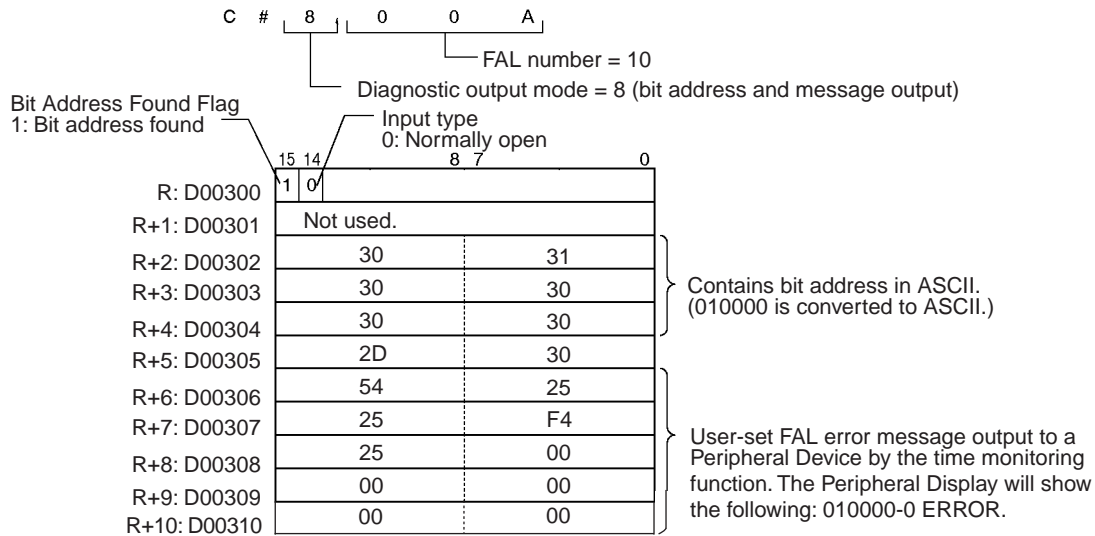 C # 8 0 0 A
FAL number = 10
Diagnostic output mode = 8 (bit address and message output)
Bit Address Found Flag
1: Bit address found
Input type
0: Normally open
15 14 8 7 0
R: D00300 1 0
R+1: D00301 Not used.
R+2: D00302 30 31
R+3: D00303 30 30
R+4: D00304 30 30
R+5: D00305 2D 30
R+6: D00306 54 25
R+7: D00307 25 F4
R+8: D00308 25 00
R+9: D00309 00 00
R+10: D00310 00 00
Contains bit address in ASCII.
(010000 is converted to ASCII.)
User-set FAL error message output to a
Peripheral Device by the time monitoring
function. The Peripheral Display will show
the following: 010000-0 ERROR.